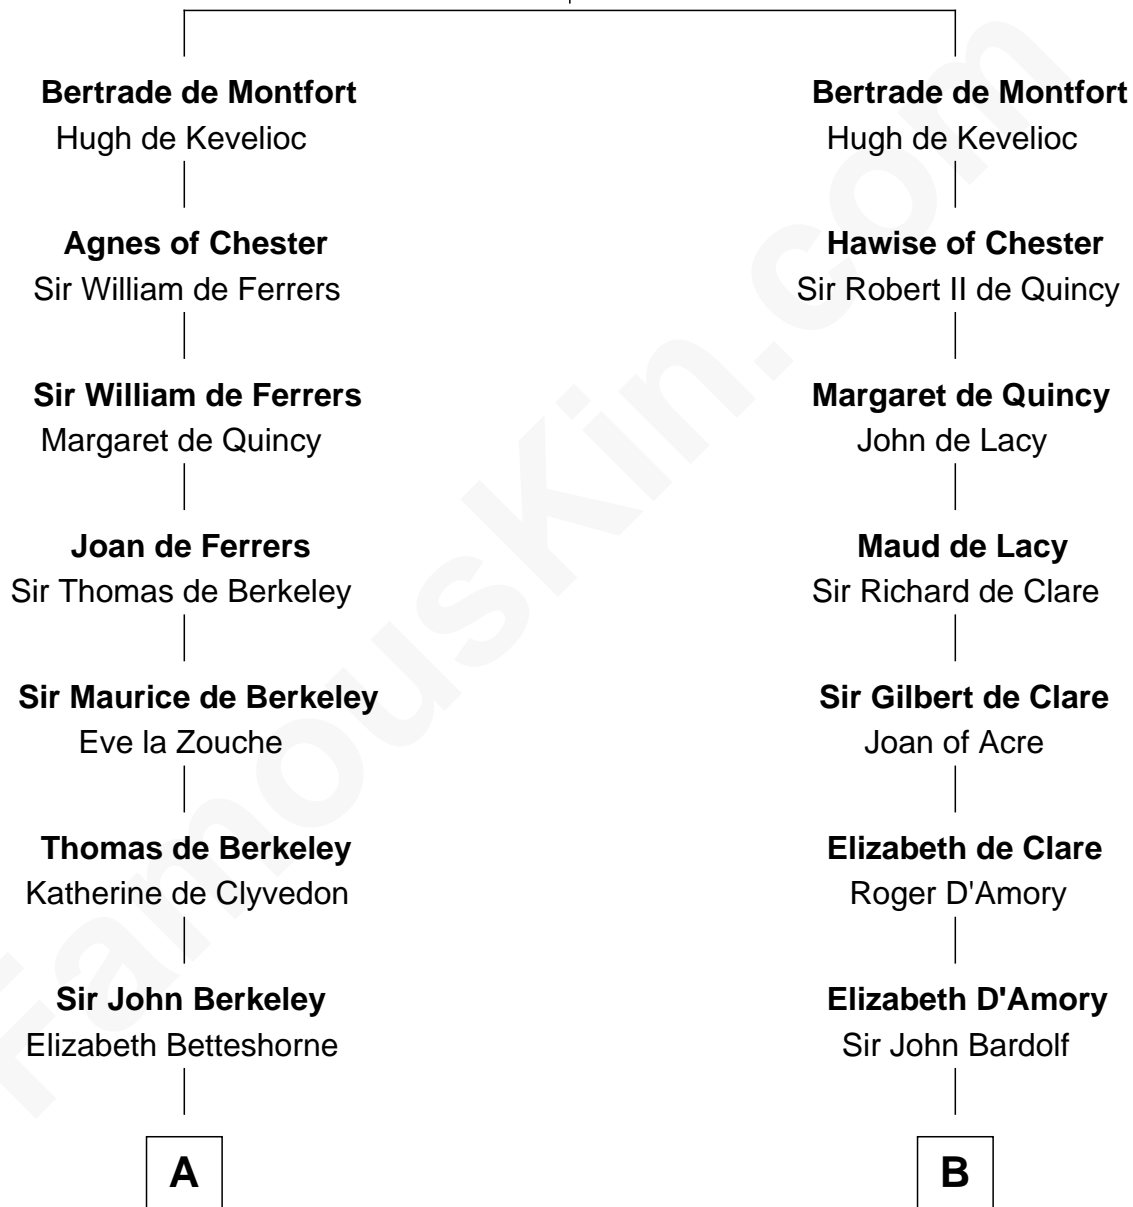 Bertrade de Montfort
Hugh de Kevelioc
Agnes of Chester
Sir William de Ferrers
Sir William de Ferrers
Margaret de Quincy
Joan de Ferrers
Sir Thomas de Berkeley
Sir Maurice de Berkeley
Eve la Zouche
Thomas de Berkeley
Katherine de Clyvedon
Sir John Berkeley
Elizabeth Betteshorne
A
Bertrade de Montfort
Hugh de Kevelioc
Hawise of Chester
Sir Robert II de Quincy
Margaret de Quincy
John de Lacy
Maud de Lacy
Sir Richard de Clare
Sir Gilbert de Clare
Joan of Acre
Elizabeth de Clare
Roger D'Amory
Elizabeth D'Amory
Sir John Bardolf
B
FamousKin.com